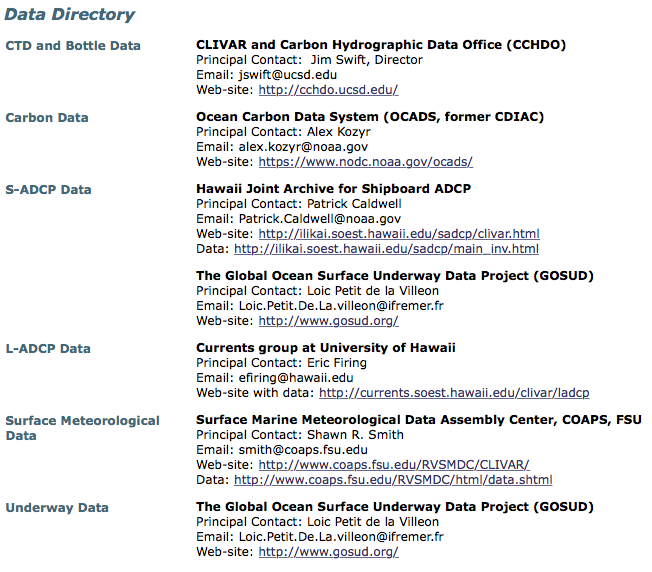 Data Directory
CTD and Bottle Data
CLIVAR and Carbon Hydrographic Data Office (CCHDO)
Principal Contact:  Jim Swift, Director
Email: jswift@ucsd.edu
Web-site: http://cchdo.ucsd.edu/
Carbon Data
Ocean Carbon Data System (OCADS, former CDIAC)
Principal Contact: Alex Kozyr
Email: alex.kozyr@noaa.gov
Web-site: https://www.nodc.noaa.gov/ocads/
S-ADCP Data
Hawaii Joint Archive for Shipboard ADCP
Principal Contact: Patrick Caldwell
Email: Patrick.Caldwell@noaa.gov
Web-site: http://ilikai.soest.hawaii.edu/sadcp/clivar.html
Data: http://ilikai.soest.hawaii.edu/sadcp/main_inv.html
The Global Ocean Surface Underway Data Project (GOSUD)
Principal Contact: Loic Petit de la Villeon
Email: Loic.Petit.De.La.villeon@ifremer.fr
Web-site: http://www.gosud.org/
L-ADCP Data
Currents group at University of Hawaii
Principal Contact: Eric Firing
Email: efiring@hawaii.edu
Web-site with data: http://currents.soest.hawaii.edu/clivar/ladcp
Surface Meteorological
Data
Surface Marine Meteorological Data Assembly Center, COAPS, FSU
Principal Contact: Shawn R. Smith
Email: smith@coaps.fsu.edu
Web-site: http://www.coaps.fsu.edu/RVSMDC/CLIVAR/
Data: http://www.coaps.fsu.edu/RVSMDC/html/data.shtml
Underway Data
The Global Ocean Surface Underway Data Project (GOSUD)
Principal Contact: Loic Petit de la Villeon
Email: Loic.Petit.De.La.villeon@ifremer.fr
Web-site: http://www.gosud.org/